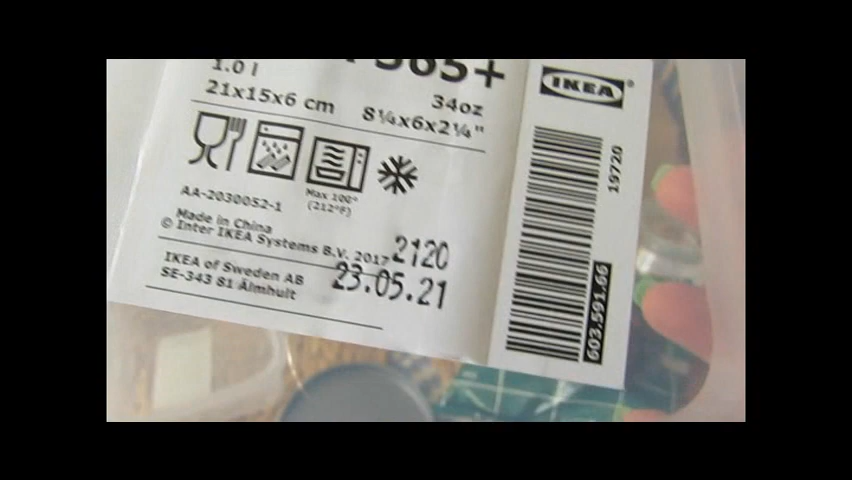 365+
1.0 l
34oz
21x15x6 cm
8¼x6x2¼"
Max 100°
(212°F)
AA-2030052-1
Made in China
© Inter IKEA Systems B.V. 2017
2120
23.05.21
IKEA of Sweden AB
SE-343 81 Älmhult
IKEA®
19720
603.591.66